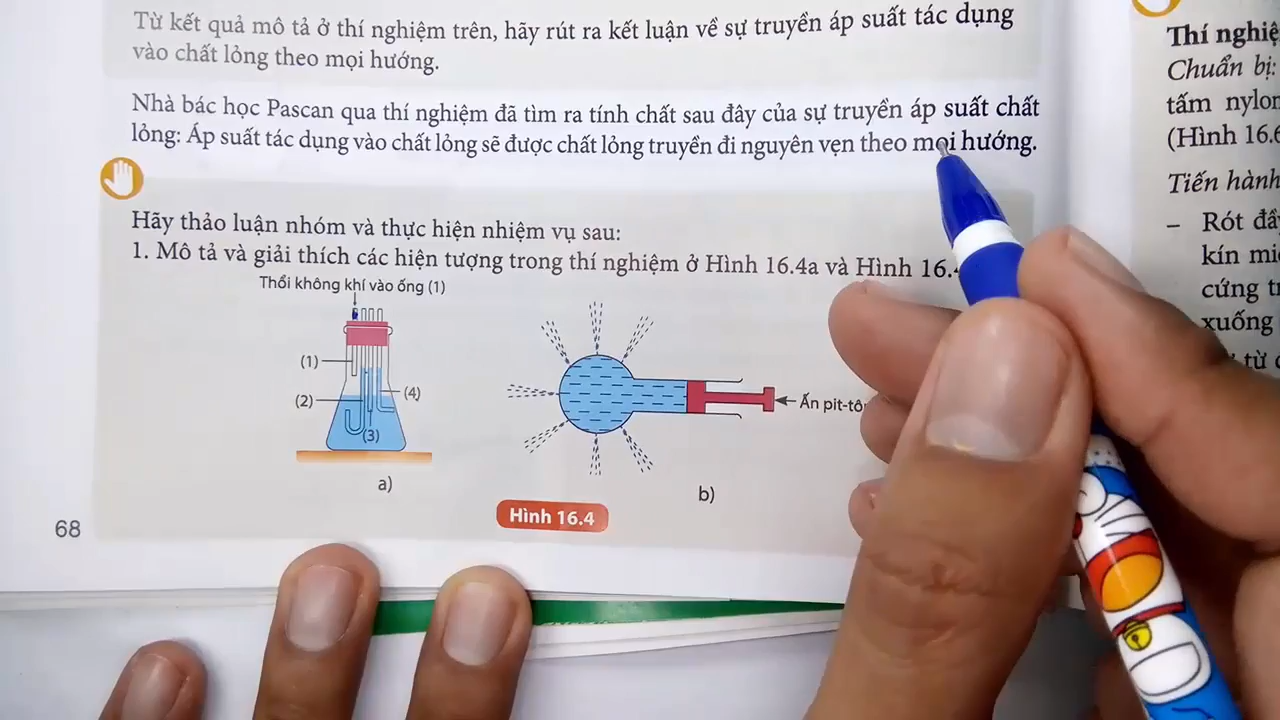 Từ kết quả mô tả ở thí nghiệm trên, hãy rút ra kết luận về sự truyền áp suất tác dụng
vào chất lỏng theo mọi hướng.
Nhà bác học Pascan qua thí nghiệm đã tìm ra tính chất sau đây của sự truyền áp suất chất
lỏng: Áp suất tác dụng vào chất lỏng sẽ được chất lỏng truyền đi nguyên vẹn theo mọi hướng.
Hãy thảo luận nhóm và thực hiện nhiệm vụ sau:
1. Mô tả và giải thích các hiện tượng trong thí nghiệm ở Hình 16.4a và Hình 16.
Thổi không khí vào ống (1)
(1)
(2)
(4)
(3)
Ấn pit-tô
a)
b)
Hình 16.4
68
Thí nghiệ
Chuẩn bị:
tấm nylon
(Hình 16.6
Tiến hành
– Rót đầ
kín mi
cứng t
xuống
từ